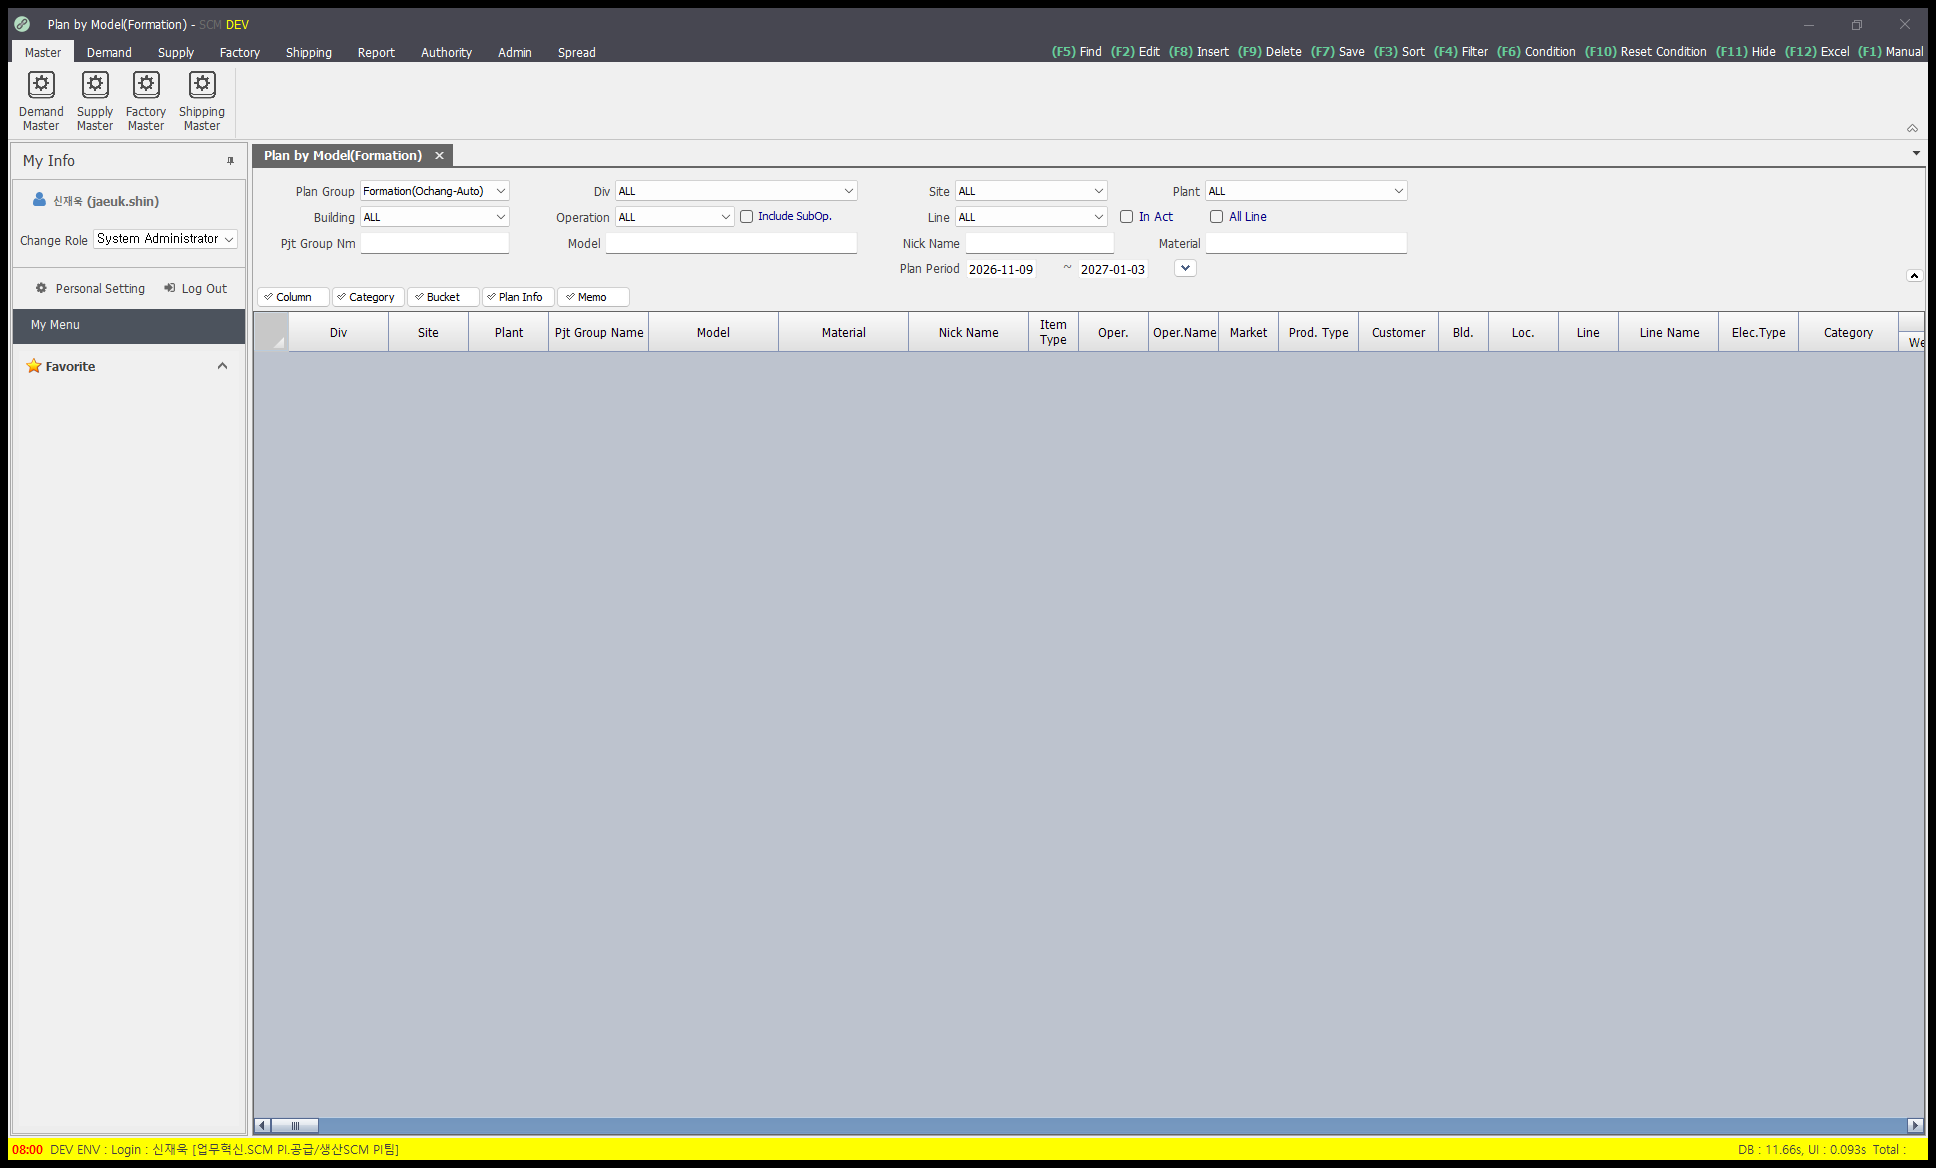 Plan by Model(Formation) - SCM DEV
Master Demand Supply Factory Shipping Report Authority Admin Spread
(F5) Find (F2) Edit (F8) Insert (F9) Delete (F7) Save (F3) Sort (F4) Filter (F6) Condition (F10) Reset Condition (F11) Hide (F12) Excel (F1) Manual
Demand Master
Supply Master
Factory Master
Shipping Master
My Info
신재욱 (jaeuk.shin)
Change Role System Administrator
Personal Setting Log Out
My Menu
Favorite
Plan by Model(Formation)
Plan Group Formation(Ochang-Auto) Div ALL Site ALL Plant ALL
Building ALL Operation ALL Include SubOp. Line ALL In Act All Line
Pjt Group Nm Model Nick Name Material
Plan Period 2026-11-09 ~ 2027-01-03
Column Category Bucket Plan Info Memo
Div Site Plant Pjt Group Name Model Material Nick Name Item Type Oper. Oper.Name Market Prod. Type Customer Bld. Loc. Line Line Name Elec.Type Category We
08:00 DEV ENV : Login : 신재욱 [업무혁신.SCM PI.공급/생산SCM PI팀]
DB : 11.66s, UI : 0.093s Total :